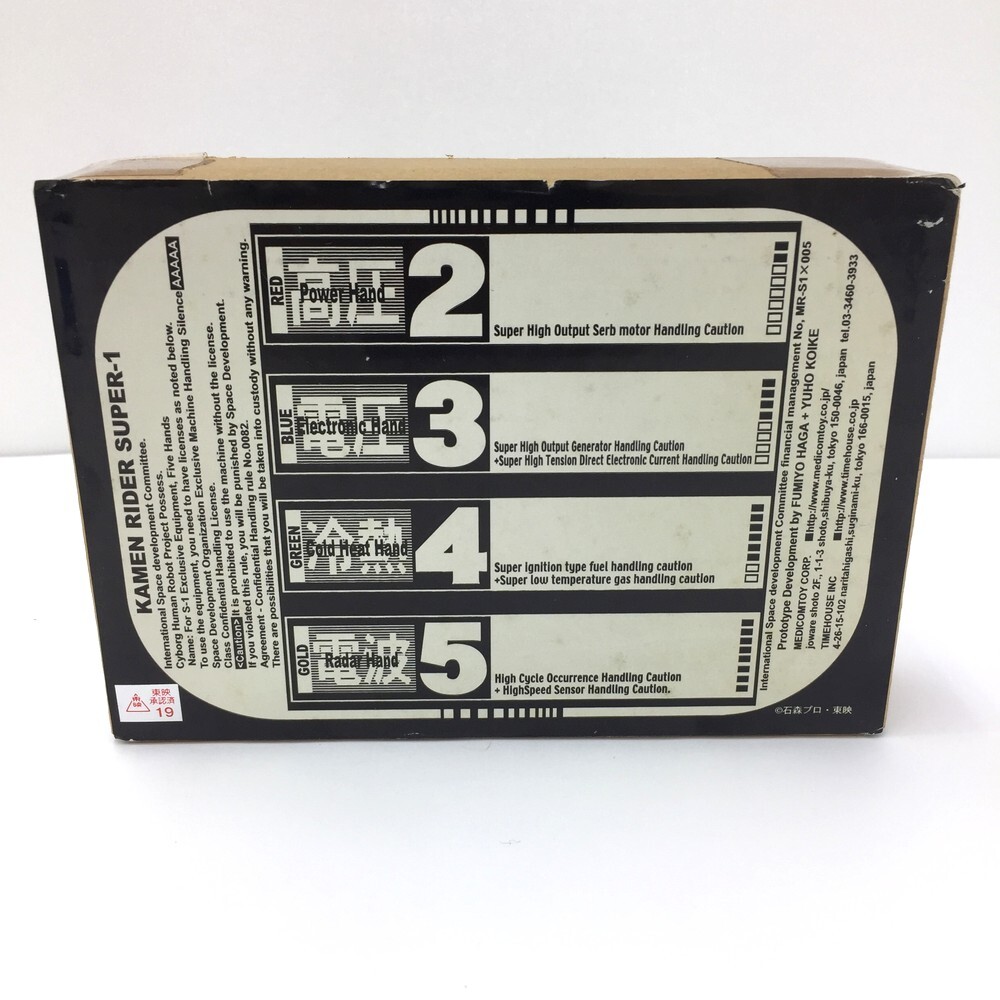 KAMEN RIDER SUPER-1
International Space development Committee.
Cyborg Human Robot Project Possess.
Name: For S-1 Exclusive Equipment, Five Hands
To use the equipment, you need to have licenses as noted below.
Space Development Organization Exclusive Machine Handling Silence AAAAA
Space Development Handling License.
Class Confidential Handling License.
<caution>It is prohibited to use the machine without the license.
If you violated this rule, you will be punished by Space Development.
Agreement - Confidential Handling rule No.0082.
There are possibilities that you will be taken into custody without any warning.
RED
高圧
Power Hand
2
Super High Output Serb motor Handling Caution
BLUE
電圧
Electronic Hand
3
Super High Output Generator Handling Caution
+Super High Tension Direct Electronic Current Handling Caution
GREEN
冷熱
Cold Heat Hand
4
Super ignition type fuel handling caution
+Super low temperature gas handling caution
GOLD
電波
Radar Hand
5
High Cycle Occurrence Handling Caution
+ HighSpeed Sensor Handling Caution.
International Space development Committee financial management No, MR-S1×005
Prototype Development by FUMIYO HAGA + YUHO KOIKE
MEDICOMTOY CORP. ■http://www.medicomtoy.co.jp/
joware shoto 2F., 1-1-3 shoto,shibuya-ku, tokyo 150-0046, japan tel.03-3460-3933
TIMEHOUSE INC ■http://www.timehouse.co.jp
4-26-15-102 naritahigashi,suginami-ku, tokyo 166-0015, japan
©石森プロ・東映
東映
承認済
19